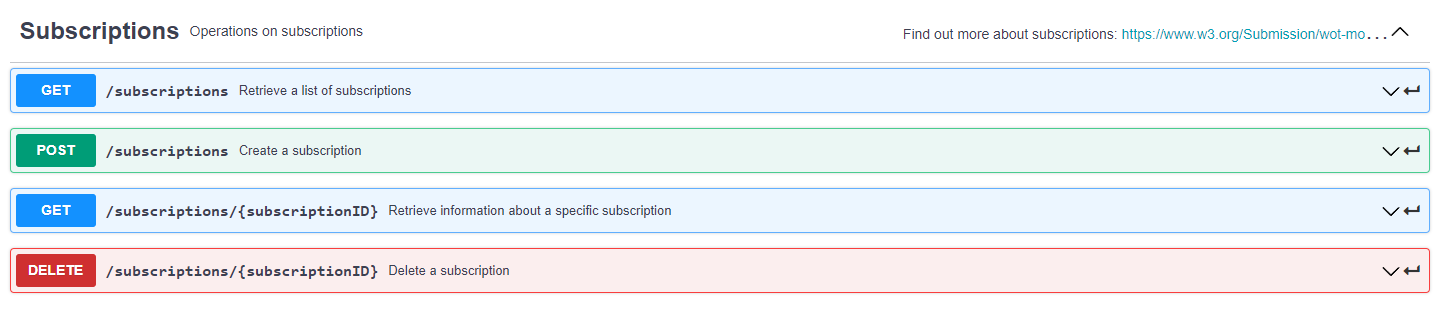 Subscriptions Operations on subscriptions Find out more about subscriptions: https://www.w3.org/Submission/wot-mo...
GET /subscriptions Retrieve a list of subscriptions
POST /subscriptions Create a subscription
GET /subscriptions/{subscriptionID} Retrieve information about a specific subscription
DELETE /subscriptions/{subscriptionID} Delete a subscription